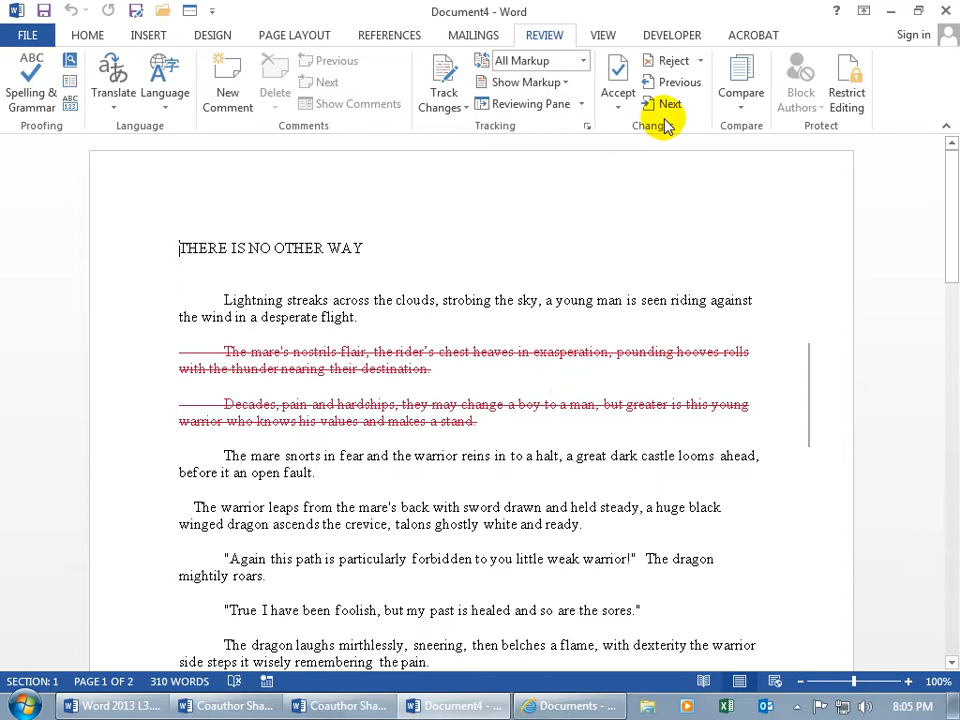 Document4 - Word
FILE HOME INSERT DESIGN PAGE LAYOUT REFERENCES MAILINGS REVIEW VIEW DEVELOPER ACROBAT Sign in
ABC
Spelling & Grammar
ABC
Proofing
Translate
Language
Language
New Comment
Delete
Previous
Next
Show Comments
Comments
Track Changes
All Markup
Show Markup
Reviewing Pane
Tracking
Accept
Reject
Previous
Next
Compare
Compare
Block Authors
Restrict Editing
Protect
THERE IS NO OTHER WAY
Lightning streaks across the clouds, strobing the sky, a young man is seen riding against
the wind in a desperate flight.
The mare's nostrils flair, the rider's chest heaves in exasperation, pounding hooves rolls
with the thunder nearing their destination.
Decades, pain and hardships, they may change a boy to a man, but greater is this young
warrior who knows his values and makes a stand.
The mare snorts in fear and the warrior reins in to a halt, a great dark castle looms ahead,
before it an open fault.
The warrior leaps from the mare's back with sword drawn and held steady, a huge black
winged dragon ascends the crevice, talons ghostly white and ready.
"Again this path is particularly forbidden to you little weak warrior!" The dragon
mightily roars.
"True I have been foolish, but my past is healed and so are the sores."
The dragon laughs mirthlessly, sneering, then belches a flame, with dexterity the warrior
side steps it wisely remembering the pain.
SECTION: 1 PAGE 1 OF 2 310 WORDS 100%
Word 2013 L3.... Coauthor Sha... Coauthor Sha... Document4 - ... Documents - ... 8:05 PM